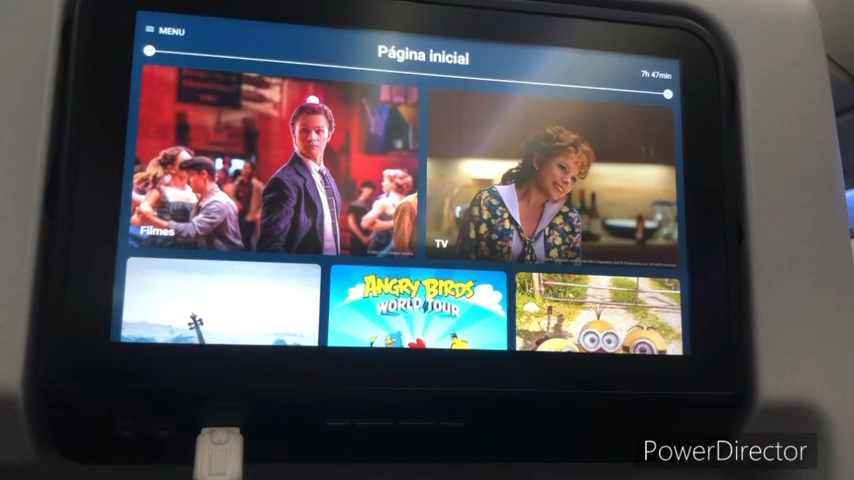 MENU
Página inicial
7h 47min
Filmes
TV
ANGRY BIRDS
WORLD TOUR
PowerDirector